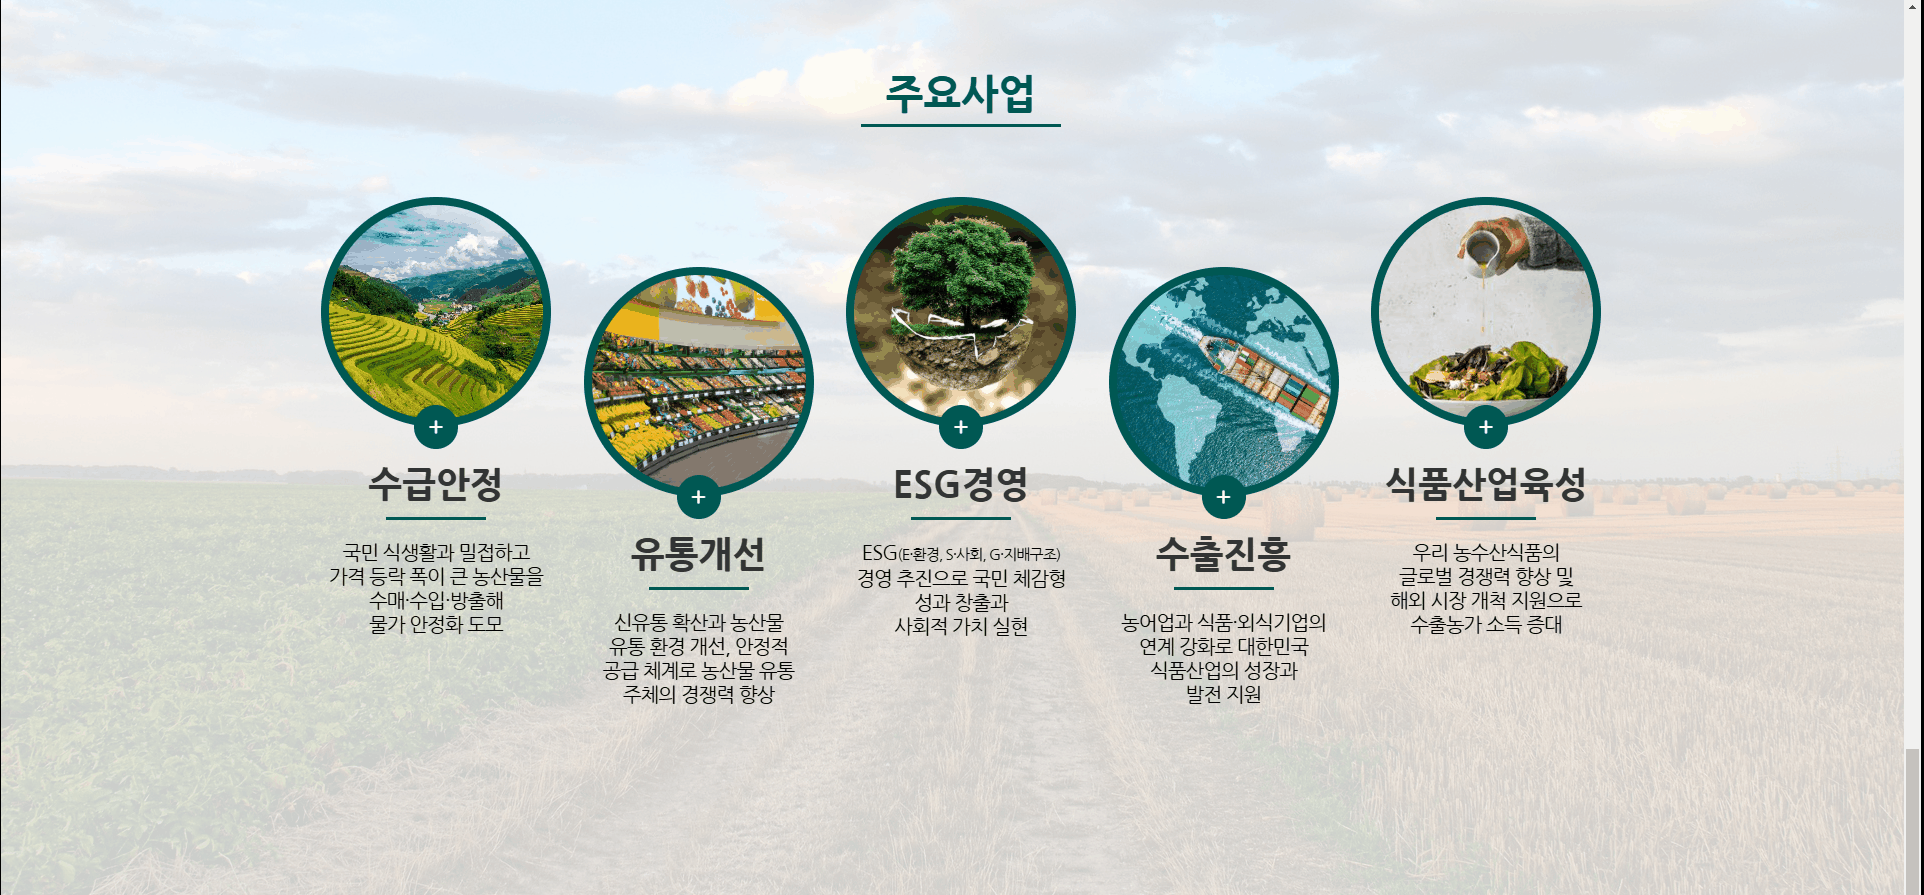 주요사업
+
수급안정
국민 식생활과 밀접하고
가격 등락 폭이 큰 농산물을
수매·수입·방출해
물가 안정화 도모
+
유통개선
신유통 확산과 농산물
유통 환경 개선, 안정적
공급 체계로 농산물 유통
주체의 경쟁력 향상
+
ESG경영
ESG(E·환경, S·사회, G·지배구조)
경영 추진으로 국민 체감형
성과 창출과
사회적 가치 실현
+
수출진흥
농어업과 식품·외식기업의
연계 강화로 대한민국
식품산업의 성장과
발전 지원
+
식품산업육성
우리 농수산식품의
글로벌 경쟁력 향상 및
해외 시장 개척 지원으로
수출농가 소득 증대